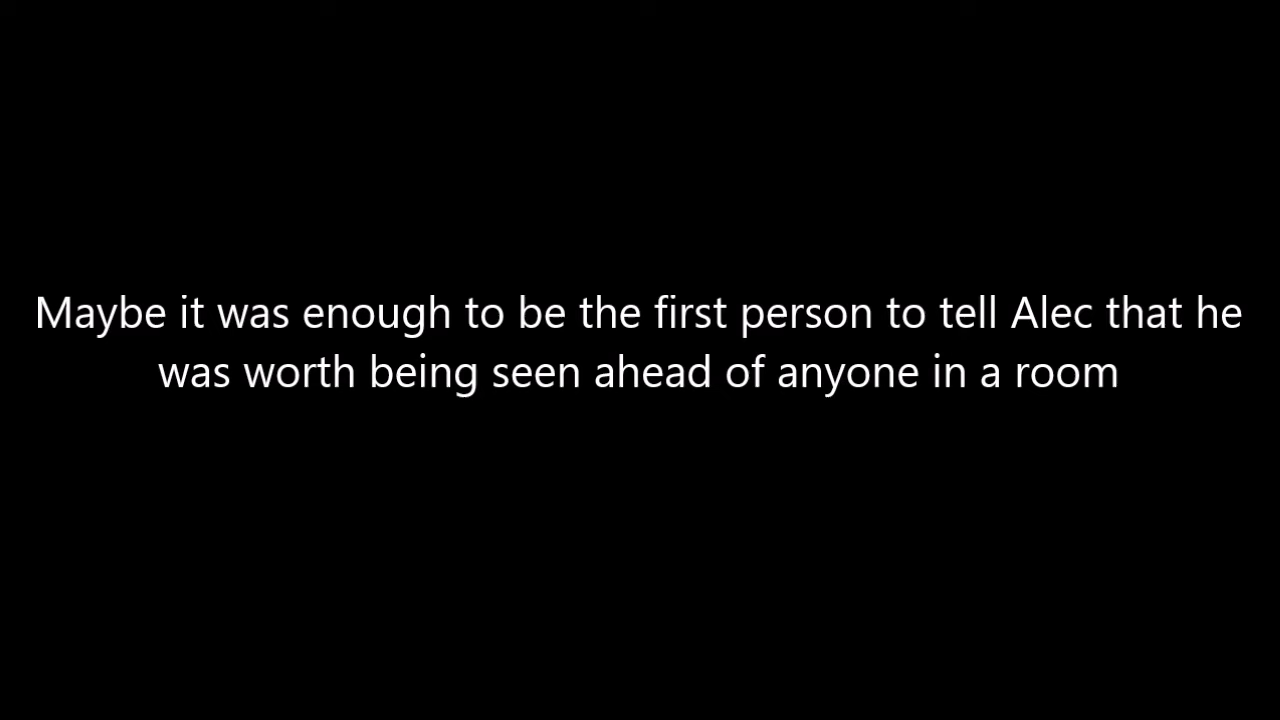 Maybe it was enough to be the first person to tell Alec that he
was worth being seen ahead of anyone in a room